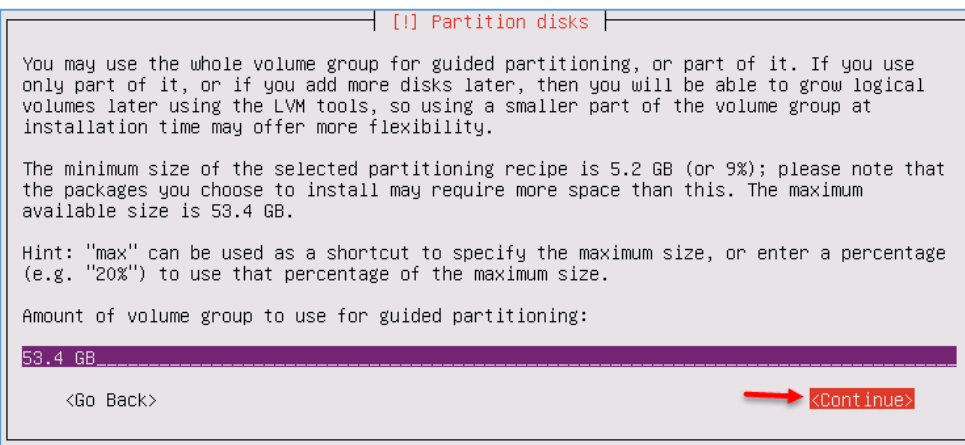 [!] Partition disks
You may use the whole volume group for guided partitioning, or part of it. If you use
only part of it, or if you add more disks later, then you will be able to grow logical
volumes later using the LVM tools, so using a smaller part of the volume group at
installation time may offer more flexibility.
The minimum size of the selected partitioning recipe is 5.2 GB (or 9%); please note that
the packages you choose to install may require more space than this. The maximum
available size is 53.4 GB.
Hint: "max" can be used as a shortcut to specify the maximum size, or enter a percentage
(e.g. "20%") to use that percentage of the maximum size.
Amount of volume group to use for guided partitioning:
53.4 GB
<Go Back> <Continue>